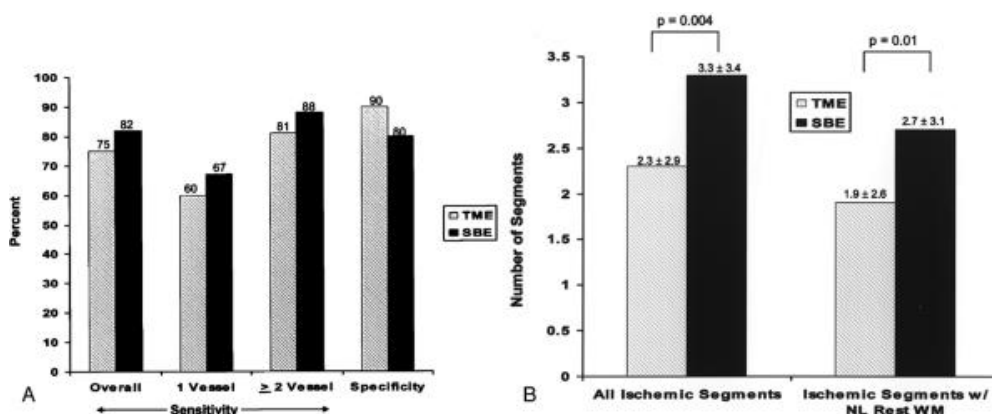 100
90
80
70
60
50
40
30
20
10
0
Percent
75
82
60
67
81
88
90
80
TME
SBE
Overall 1 Vessel ≥ 2 Vessel Specificity
Sensitivity
A
B
p = 0.004
p = 0.01
3.5
3
2.5
2
1.5
1
0.5
0
Number of Segments
3.3 ± 3.4
2.3 ± 2.9
2.7 ± 3.1
1.9 ± 2.6
TME
SBE
All Ischemic Segments
Ischemic Segments w/
NL Rest WM